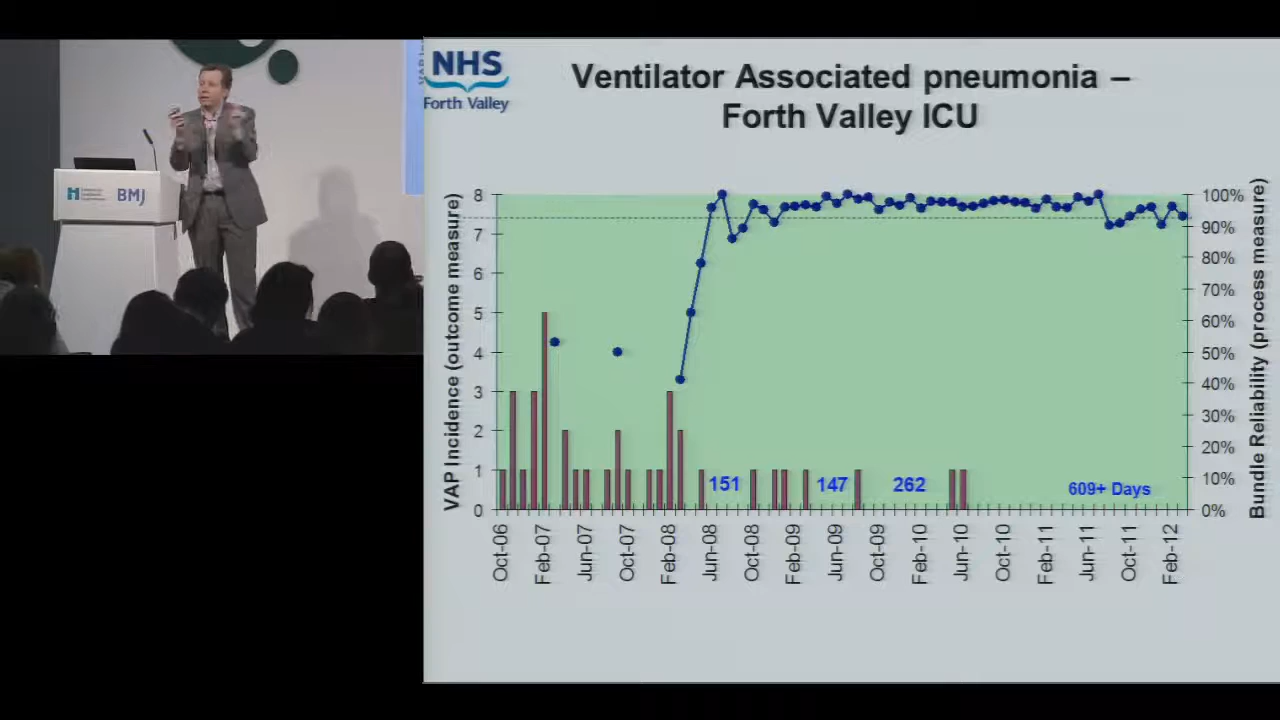 BMJ
NHS
Forth Valley
Ventilator Associated pneumonia –
Forth Valley ICU
VAP Incidence (outcome measure)
8
7
6
5
4
3
2
1
0
100%
90%
80%
70%
60%
50%
40%
30%
20%
10%
0%
Bundle Reliability (process measure)
151
147
262
609+ Days
Oct-06
Feb-07
Jun-07
Oct-07
Feb-08
Jun-08
Oct-08
Feb-09
Jun-09
Oct-09
Feb-10
Jun-10
Oct-10
Feb-11
Jun-11
Oct-11
Feb-12